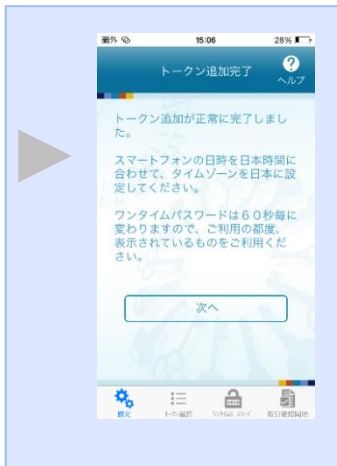 圏外
15:06
28%
トークン追加完了
?
ヘルプ
トークン追加が正常に完了しまし
た。
スマートフォンの日時を日本時間に
合わせて、タイムゾーンを日本に設
定してください。
ワンタイムパスワードは６０秒毎に
変わりますので、ご利用の都度、
表示されているものをご利用くだ
さい。
次へ
設定
トークン選択
ワンタイムパスワード
取引確認開始